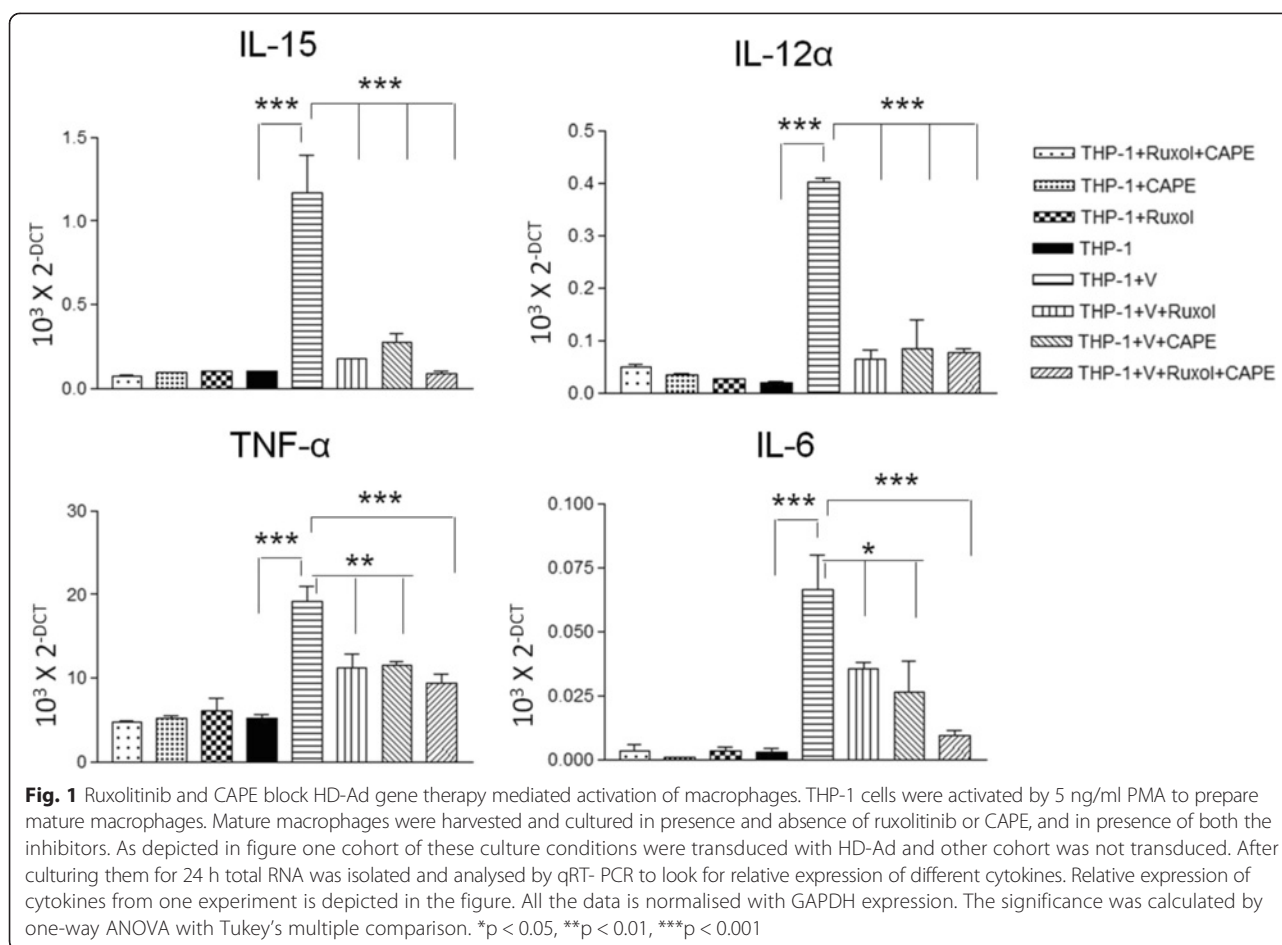 IL-15
***
***
1.5
1.0
0.5
0.0
10³ X 2⁻ᴰᶜᵀ
IL-12α
***
***
0.5
0.4
0.3
0.2
0.1
0.0
10³ X 2⁻ᴰᶜᵀ
THP-1+Ruxol+CAPE
THP-1+CAPE
THP-1+Ruxol
THP-1
THP-1+V
THP-1+V+Ruxol
THP-1+V+CAPE
THP-1+V+Ruxol+CAPE
TNF-α
***
***
**
30
20
10
0
10³ X 2⁻ᴰᶜᵀ
IL-6
***
***
*
0.100
0.075
0.050
0.025
0.000
10³ X 2⁻ᴰᶜᵀ
Fig. 1 Ruxolitinib and CAPE block HD-Ad gene therapy mediated activation of macrophages. THP-1 cells were activated by 5 ng/ml PMA to prepare
mature macrophages. Mature macrophages were harvested and cultured in presence and absence of ruxolitinib or CAPE, and in presence of both the
inhibitors. As depicted in figure one cohort of these culture conditions were transduced with HD-Ad and other cohort was not transduced. After
culturing them for 24 h total RNA was isolated and analysed by qRT- PCR to look for relative expression of different cytokines. Relative expression of
cytokines from one experiment is depicted in the figure. All the data is normalised with GAPDH expression. The significance was calculated by
one-way ANOVA with Tukey's multiple comparison. *p < 0.05, **p < 0.01, ***p < 0.001